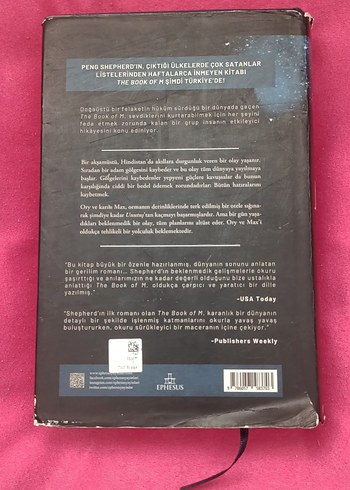 PENG SHEPHERD'IN, ÇIKTIĞI ÜLKELERDE ÇOK SATANLAR
LİSTELERİNDEN HAFTALARCA İNMEYEN KİTABI
THE BOOK OF M ŞİMDİ TÜRKİYE'DE!
Doğaüstü bir felaketin hüküm sürdüğü bir dünyada geçen
The Book Of M, sevdiklerini kurtarabilmek için her şeyini
feda etmek zorunda kalan bir grup insanın etkileyici
hikâyesini konu ediniyor.
Bir akşamüstü, Hindistan'da akıllara durgunluk veren bir olay yaşanır.
Sıradan bir adam gölgesini kaybeder ve bu olay tüm dünyaya yayılmaya
başlar. Gölgelerini kaybedenler yepyeni güçlere kavuşsalar da bunun
karşılığında ciddi bir bedel ödemek zorundadırlar: Bütün hatıralarını
kaybetmek.
Ory ve karısı Max, ormanın derinliklerinde terk edilmiş bir otele sığına-
rak şimdiye kadar Unutuş'tan kaçmayı başarmışlardır. Ama bir gün yaşa-
dıkları beklenmedik bir olay, tüm planlarını altüst eder. Ory ve Max'i
oldukça tehlikeli bir yolculuk beklemektedir.
"Bu kitap büyük bir özenle hazırlanmış, dünyanın sonunu anlatan
bir gerilim romanı... Shepherd'ın beklenmedik gelişmelerle okuru
şaşırttığı ve anılarımızın ne kadar değerli olduğunu bize ustalıkla
anlattığı The Book of M, oldukça çarpıcı ve yaratıcı bir dille
yazılmış."
-USA Today
"Shepherd'ın ilk romanı olan The Book of M, karanlık bir dünyanın
detaylı bir şekilde işlenmiş katmanlarını okurla yavaş yavaş
buluştururken, okuru sürükleyici bir maceranın içine çekiyor."
-Publishers Weekly
EPHESUS